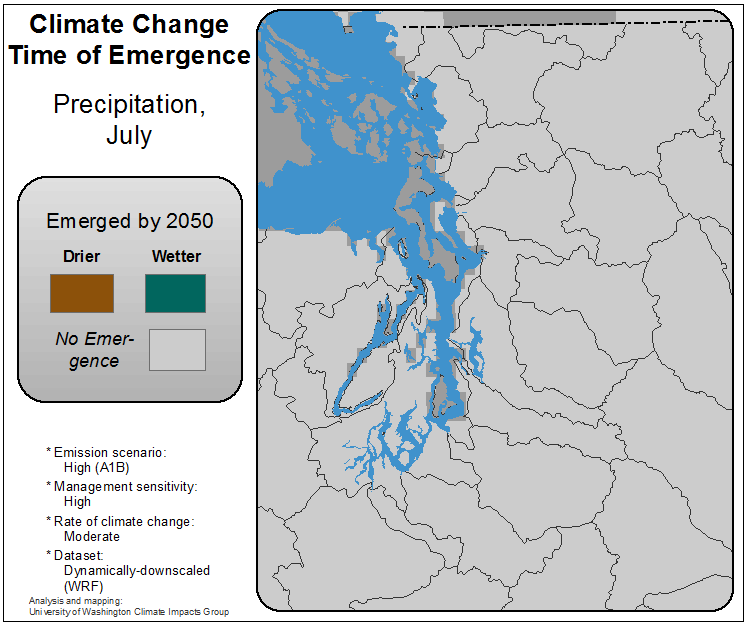 Climate Change
Time of Emergence
Precipitation,
July
Emerged by 2050
Drier Wetter
No Emer-
gence
* Emission scenario:
High (A1B)
* Management sensitivity:
High
* Rate of climate change:
Moderate
* Dataset:
Dynamically-downscaled
(WRF)
Analysis and mapping:
University of Washington Climate Impacts Group